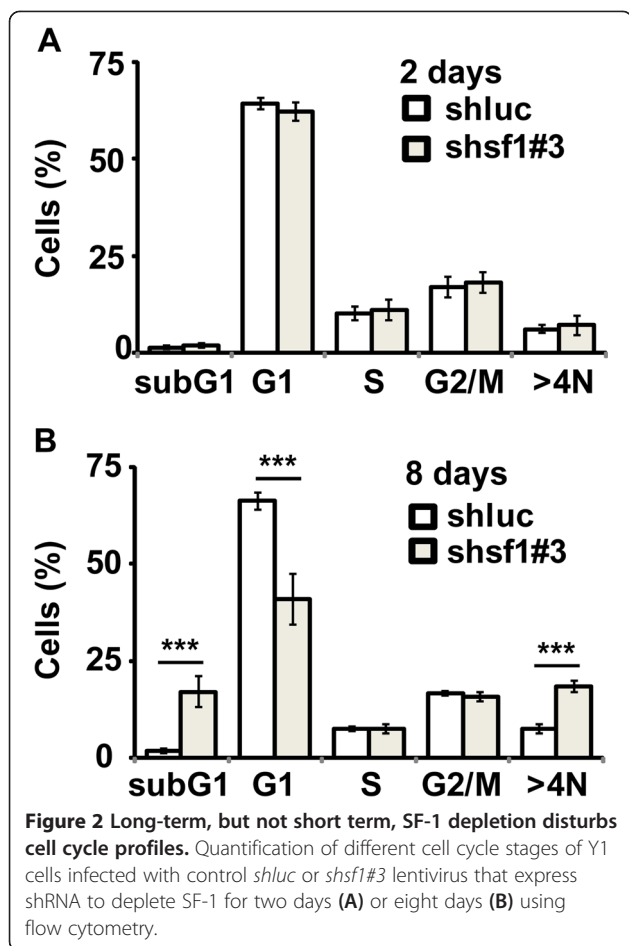 A
75
50
25
0
Cells (%)
2 days
shluc
shsf1#3
subG1 G1 S G2/M >4N
B
75
50
25
0
Cells (%)
8 days
shluc
shsf1#3
***
***
***
subG1 G1 S G2/M >4N
Figure 2 Long-term, but not short term, SF-1 depletion disturbs
cell cycle profiles. Quantification of different cell cycle stages of Y1
cells infected with control shluc or shsf1#3 lentivirus that express
shRNA to deplete SF-1 for two days (A) or eight days (B) using
flow cytometry.